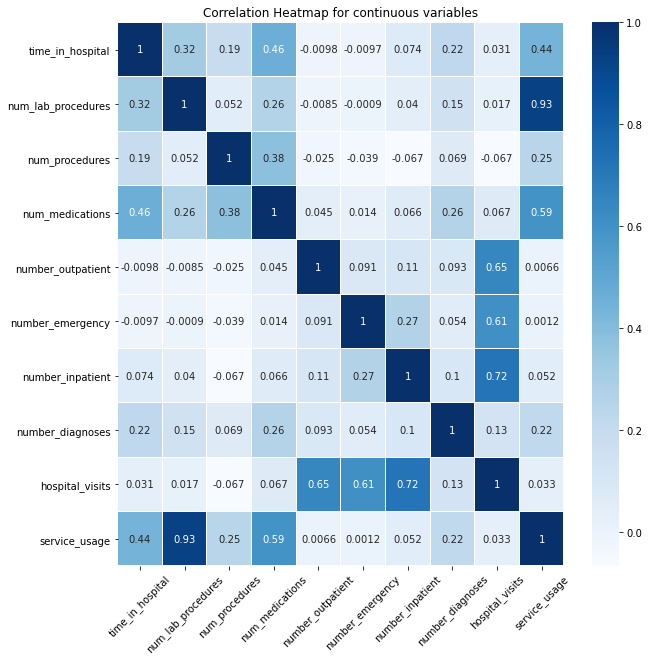 Correlation Heatmap for continuous variables
time_in_hospital 1 0.32 0.19 0.46 -0.0098 -0.0097 0.074 0.22 0.031 0.44
num_lab_procedures 0.32 1 0.052 0.26 -0.0085 -0.0009 0.04 0.15 0.017 0.93
num_procedures 0.19 0.052 1 0.38 -0.025 -0.039 -0.067 0.069 -0.067 0.25
num_medications 0.46 0.26 0.38 1 0.045 0.014 0.066 0.26 0.067 0.59
number_outpatient -0.0098 -0.0085 -0.025 0.045 1 0.091 0.11 0.093 0.65 0.0066
number_emergency -0.0097 -0.0009 -0.039 0.014 0.091 1 0.27 0.054 0.61 0.0012
number_inpatient 0.074 0.04 -0.067 0.066 0.11 0.27 1 0.1 0.72 0.052
number_diagnoses 0.22 0.15 0.069 0.26 0.093 0.054 0.1 1 0.13 0.22
hospital_visits 0.031 0.017 -0.067 0.067 0.65 0.61 0.72 0.13 1 0.033
service_usage 0.44 0.93 0.25 0.59 0.0066 0.0012 0.052 0.22 0.033 1
time_in_hospital num_lab_procedures num_procedures num_medications number_outpatient number_emergency number_inpatient number_diagnoses hospital_visits service_usage
1.0
0.8
0.6
0.4
0.2
0.0